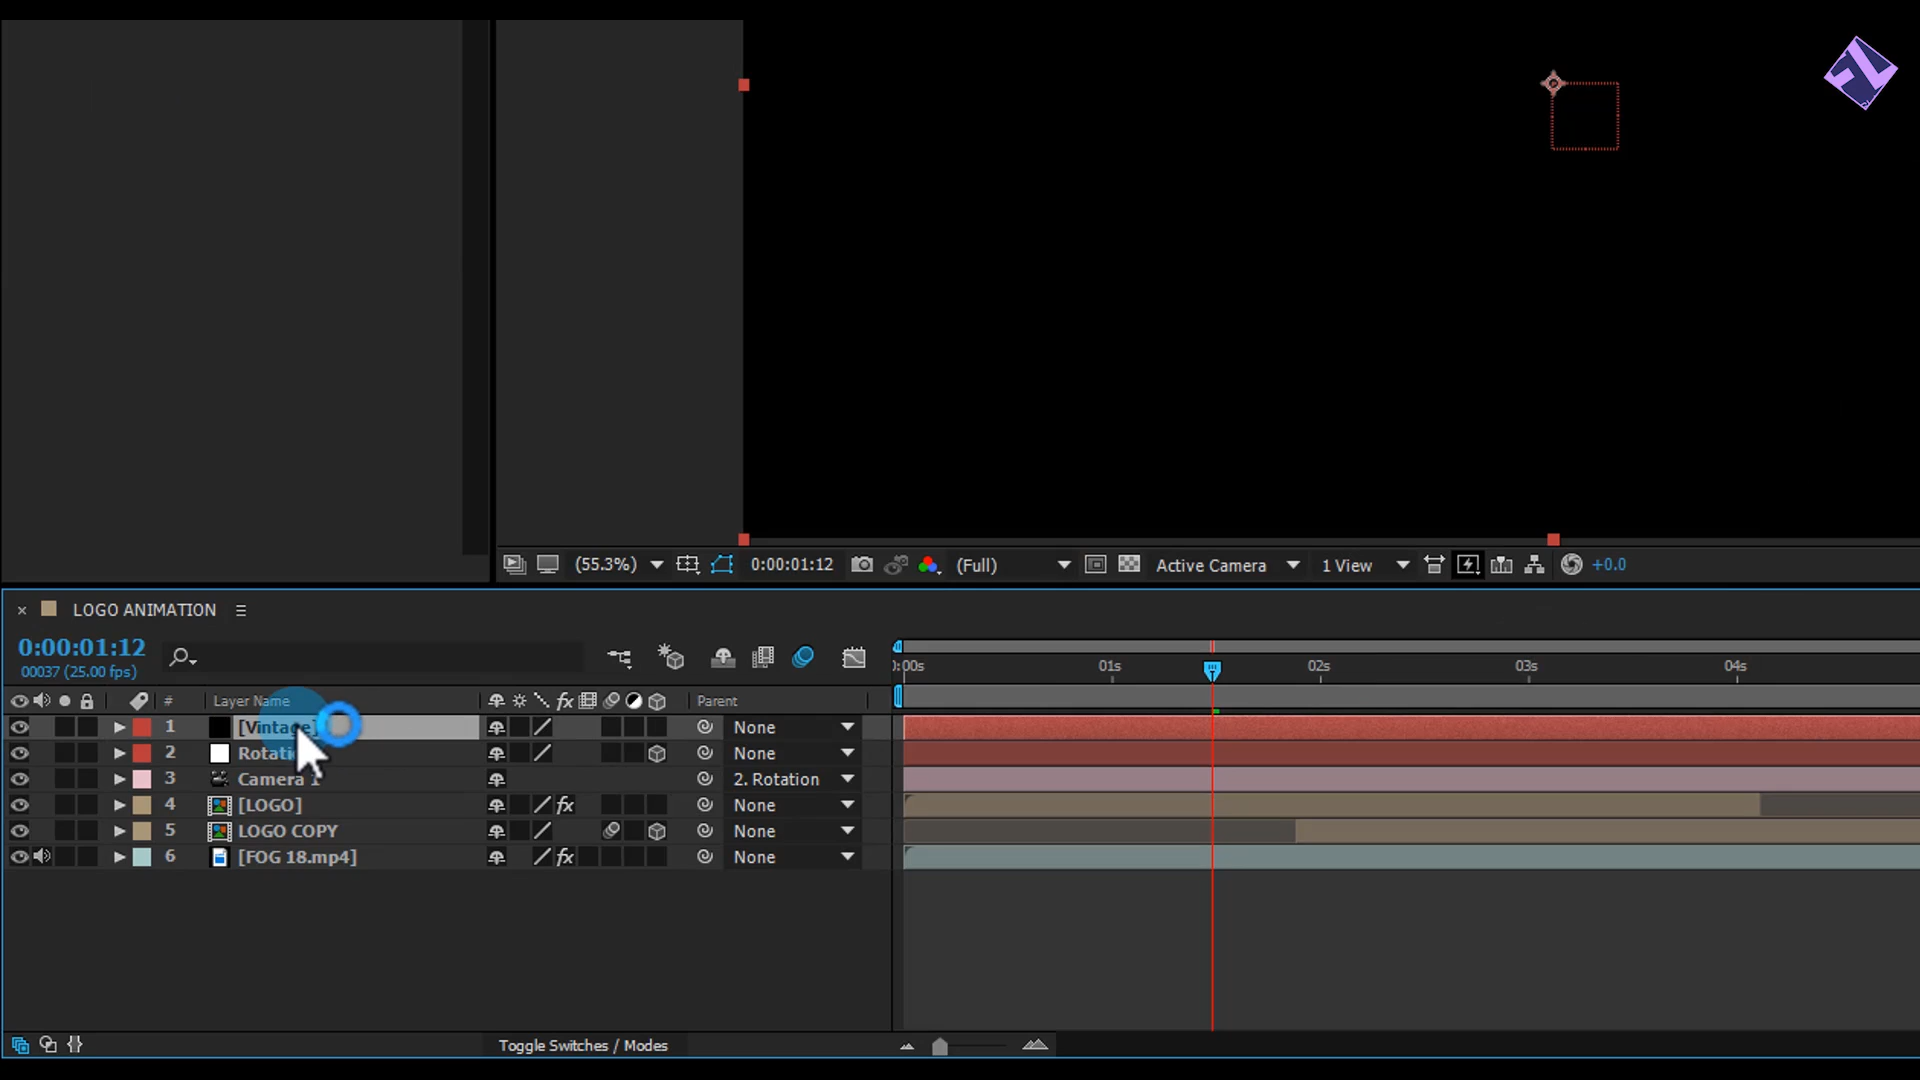 (55.3%) 0:00:01:12 (Full) Active Camera 1 View +0.0
LOGO ANIMATION
0:00:01:12
00037 (25.00 fps)
:00s 01s 02s 03s 04s
# Layer Name fx Parent
1 [Vintage] None
2 Rotation None
3 Camera 1 2. Rotation
4 [LOGO] fx None
5 LOGO COPY None
6 [FOG 18.mp4] fx None
Toggle Switches / Modes